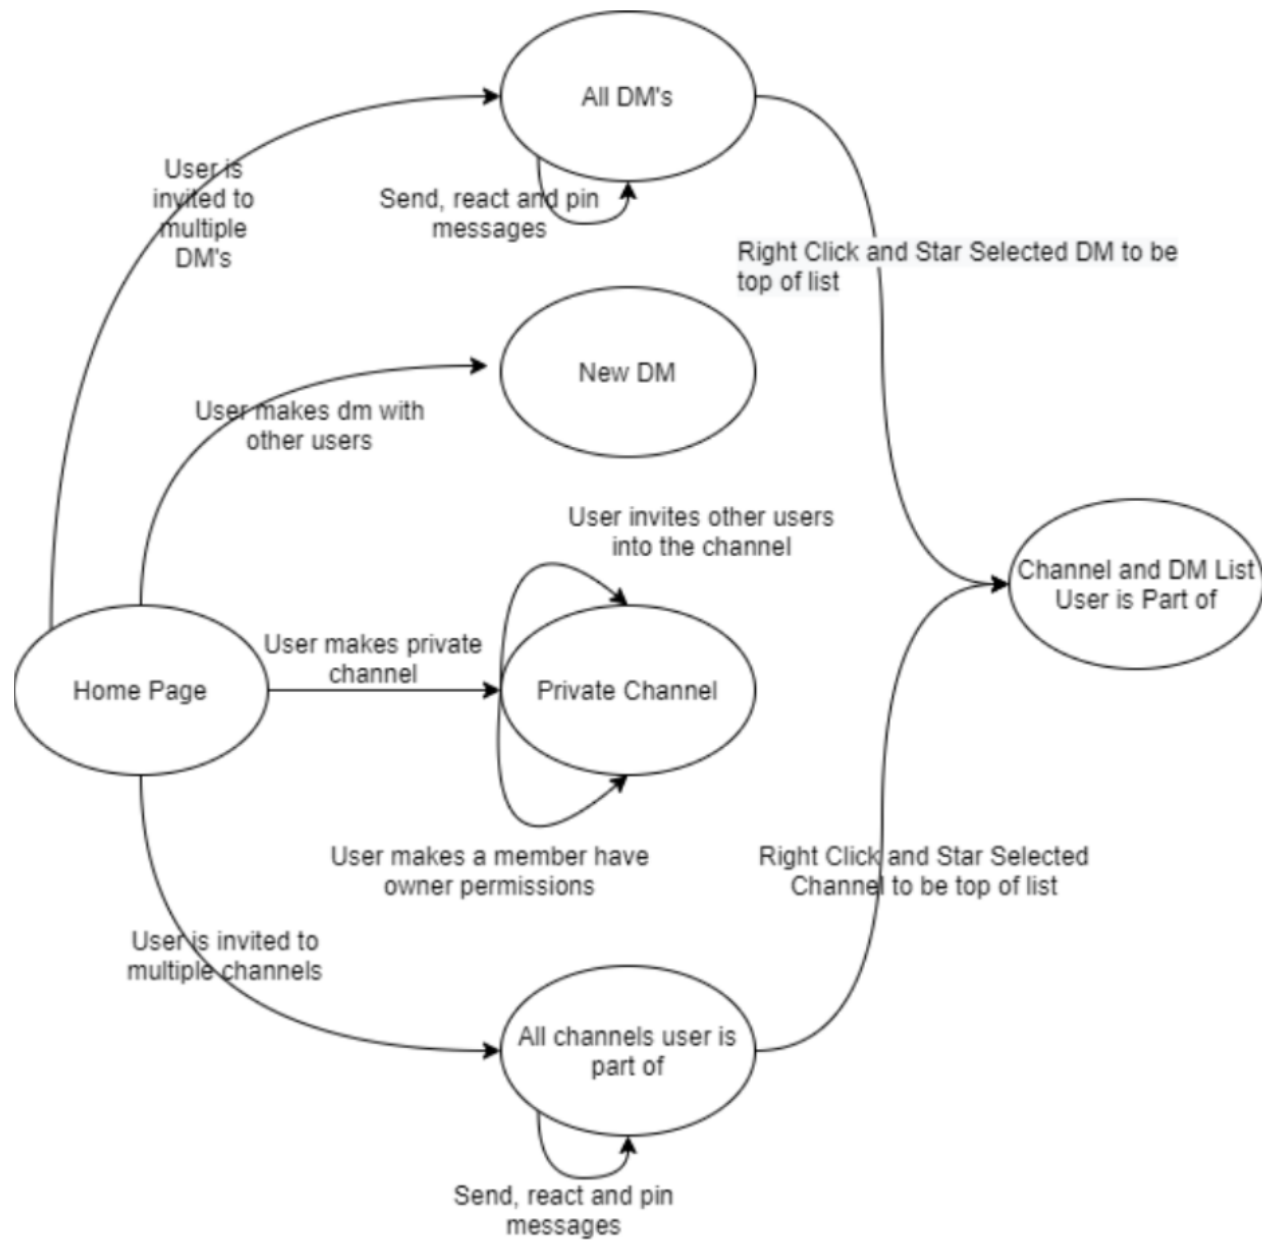 All DM's
User is
invited to
multiple
DM's
Send, react and pin
messages
Right Click and Star Selected DM to be
top of list
New DM
User makes dm with
other users
User invites other users
into the channel
Channel and DM List
User is Part of
User makes private
channel
Home Page
Private Channel
User makes a member have
owner permissions
Right Click and Star Selected
Channel to be top of list
User is invited to
multiple channels
All channels user is
part of
Send, react and pin
messages